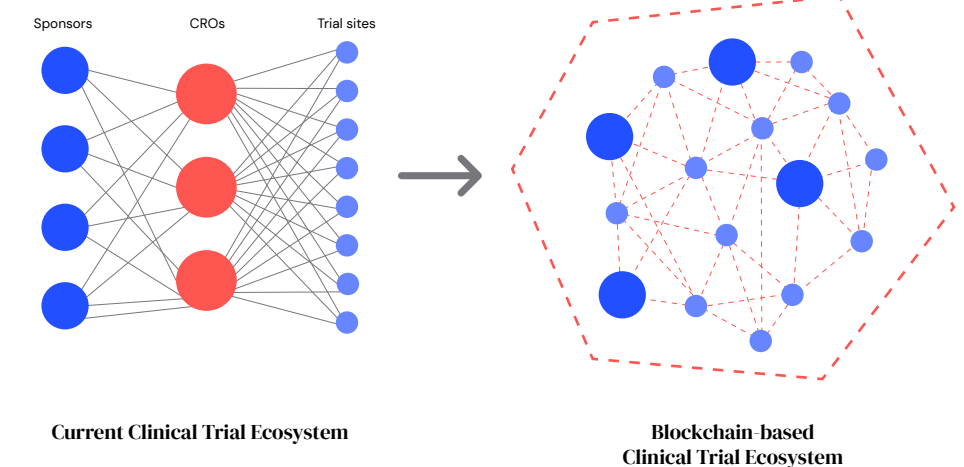 Sponsors
CROs
Trial sites
Current Clinical Trial Ecosystem
Blockchain-based
Clinical Trial Ecosystem